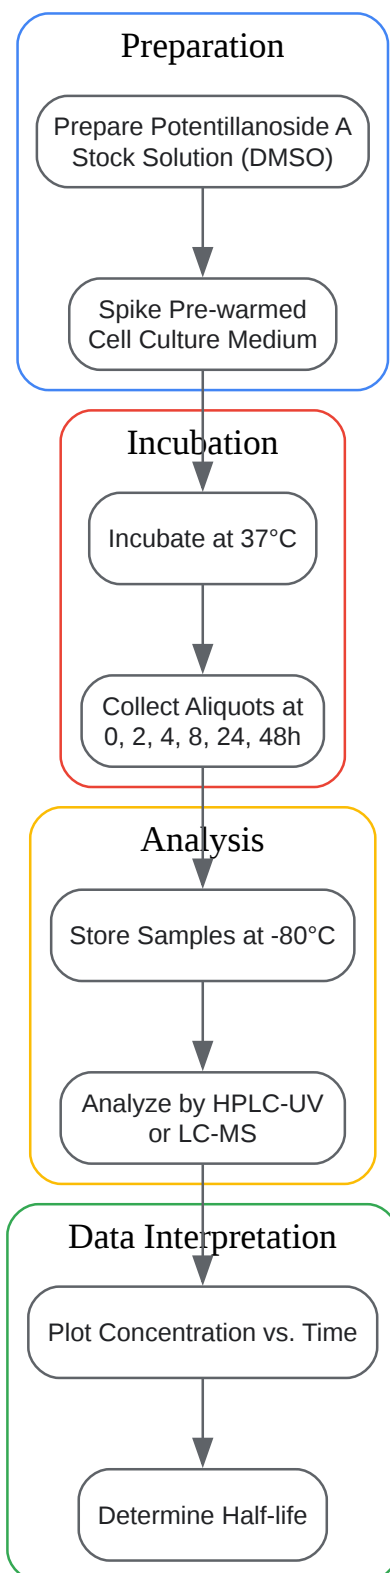 Preparation
Prepare Potentillanoside A
Stock Solution (DMSO)
Spike Pre-warmed
Cell Culture Medium
Incubation
Incubate at 37°C
Collect Aliquots at
0, 2, 4, 8, 24, 48h
Analysis
Store Samples at -80°C
Analyze by HPLC-UV
or LC-MS
Data Interpretation
Plot Concentration vs. Time
Determine Half-life